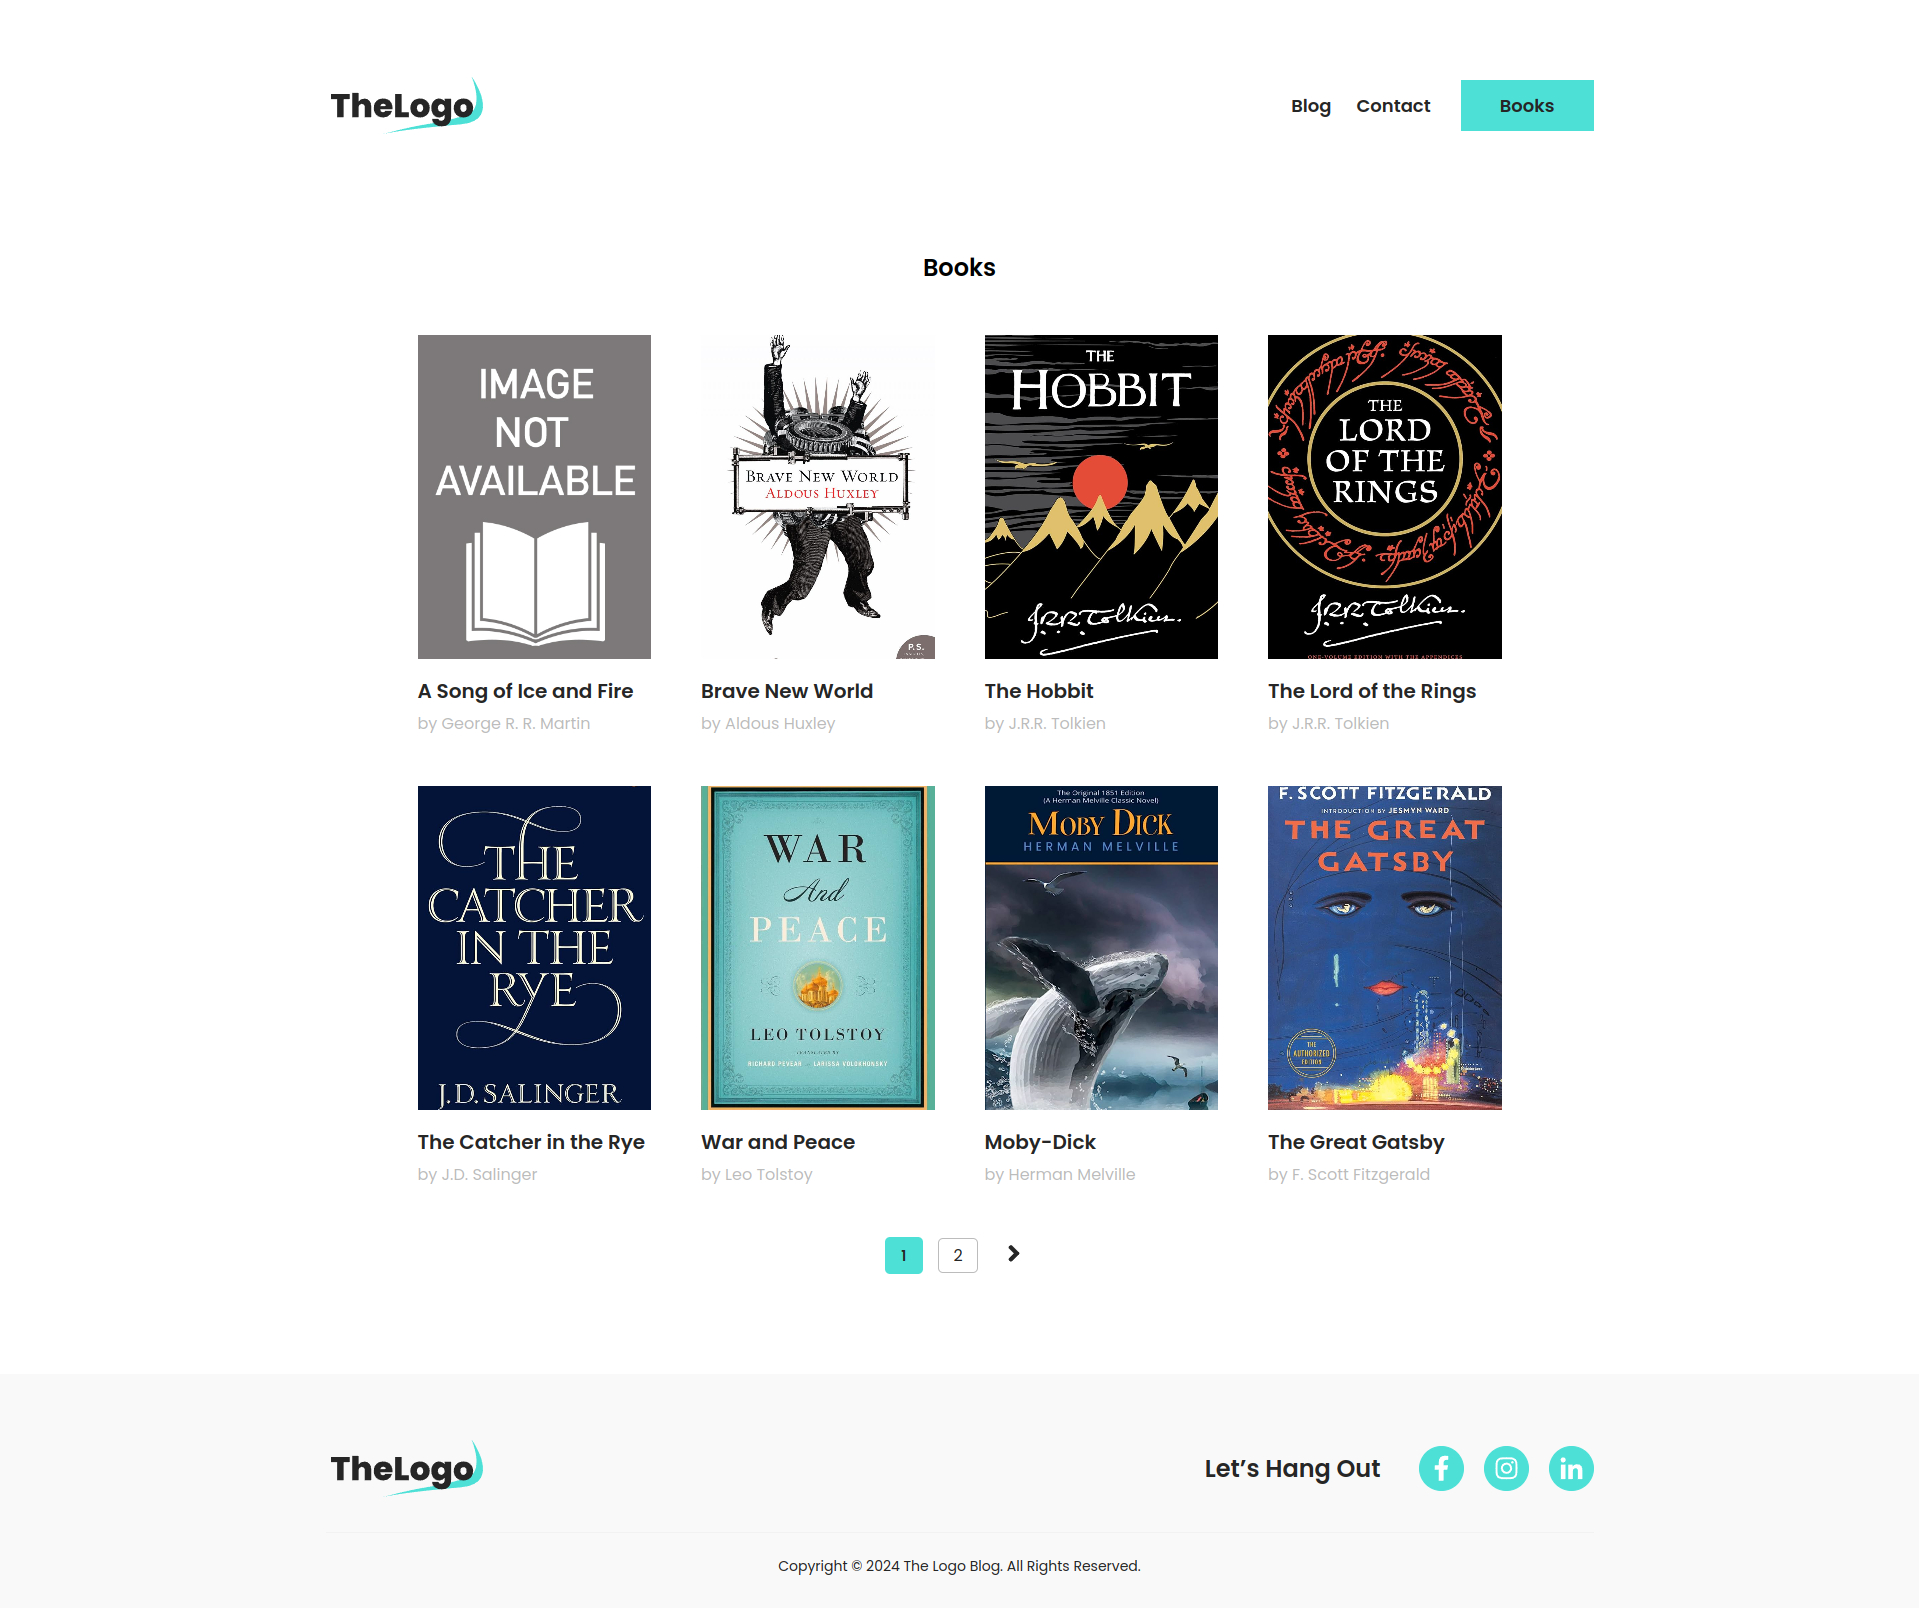 TheLogo
Blog Contact Books
Books
IMAGE
NOT
AVAILABLE
BRAVE NEW WORLD
ALDOUS HUXLEY
P.S.
THE
HOBBIT
J.R.R. Tolkien
THE
LORD
OF THE
RINGS
J.R.R. Tolkien
ONE-VOLUME EDITION WITH THE APPENDICES
A Song of Ice and Fire
by George R. R. Martin
Brave New World
by Aldous Huxley
The Hobbit
by J.R.R. Tolkien
The Lord of the Rings
by J.R.R. Tolkien
THE
CATCHER
IN THE
RYE
J.D. SALINGER
WAR
And
PEACE
LEO TOLSTOY
RICHARD PEVEAR LARISSA VOLOKHONSKY
The Original 1851 Edition
(A Herman Melville Classic Novel)
MOBY DICK
HERMAN MELVILLE
F. SCOTT FITZGERALD
INTRODUCTION BY JESMYN WARD
THE GREAT
GATSBY
THE
AUTHORIZED
EDITION
The Catcher in the Rye
by J.D. Salinger
War and Peace
by Leo Tolstoy
Moby-Dick
by Herman Melville
The Great Gatsby
by F. Scott Fitzgerald
1 2
TheLogo
Let’s Hang Out
Copyright © 2024 The Logo Blog. All Rights Reserved.